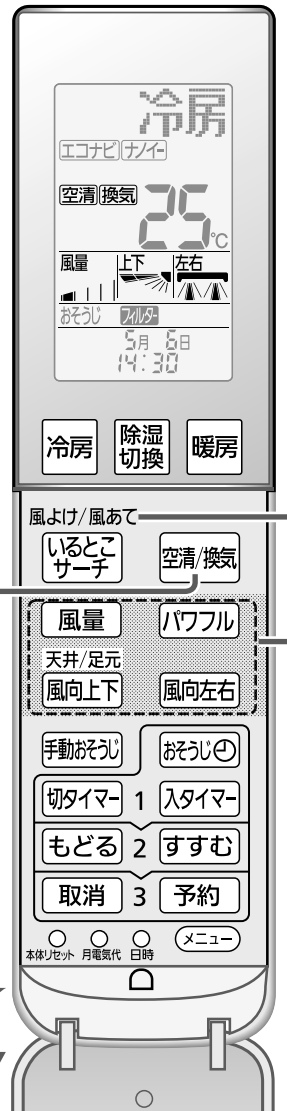 冷房
エコナビ ナノイー
空清 換気 25℃
風量 上下 左右
おそうじ フィルター
5月 6日
14:30
冷房 除湿切換 暖房
風よけ/風あて
いるとこサーチ 空清/換気
風量 パワフル
天井/足元
風向上下 風向左右
手動おそうじ おそうじ
切タイマー 1 入タイマー
もどる 2 すすむ
取消 3 予約
本体リセット 月電気代 日時 メニュー